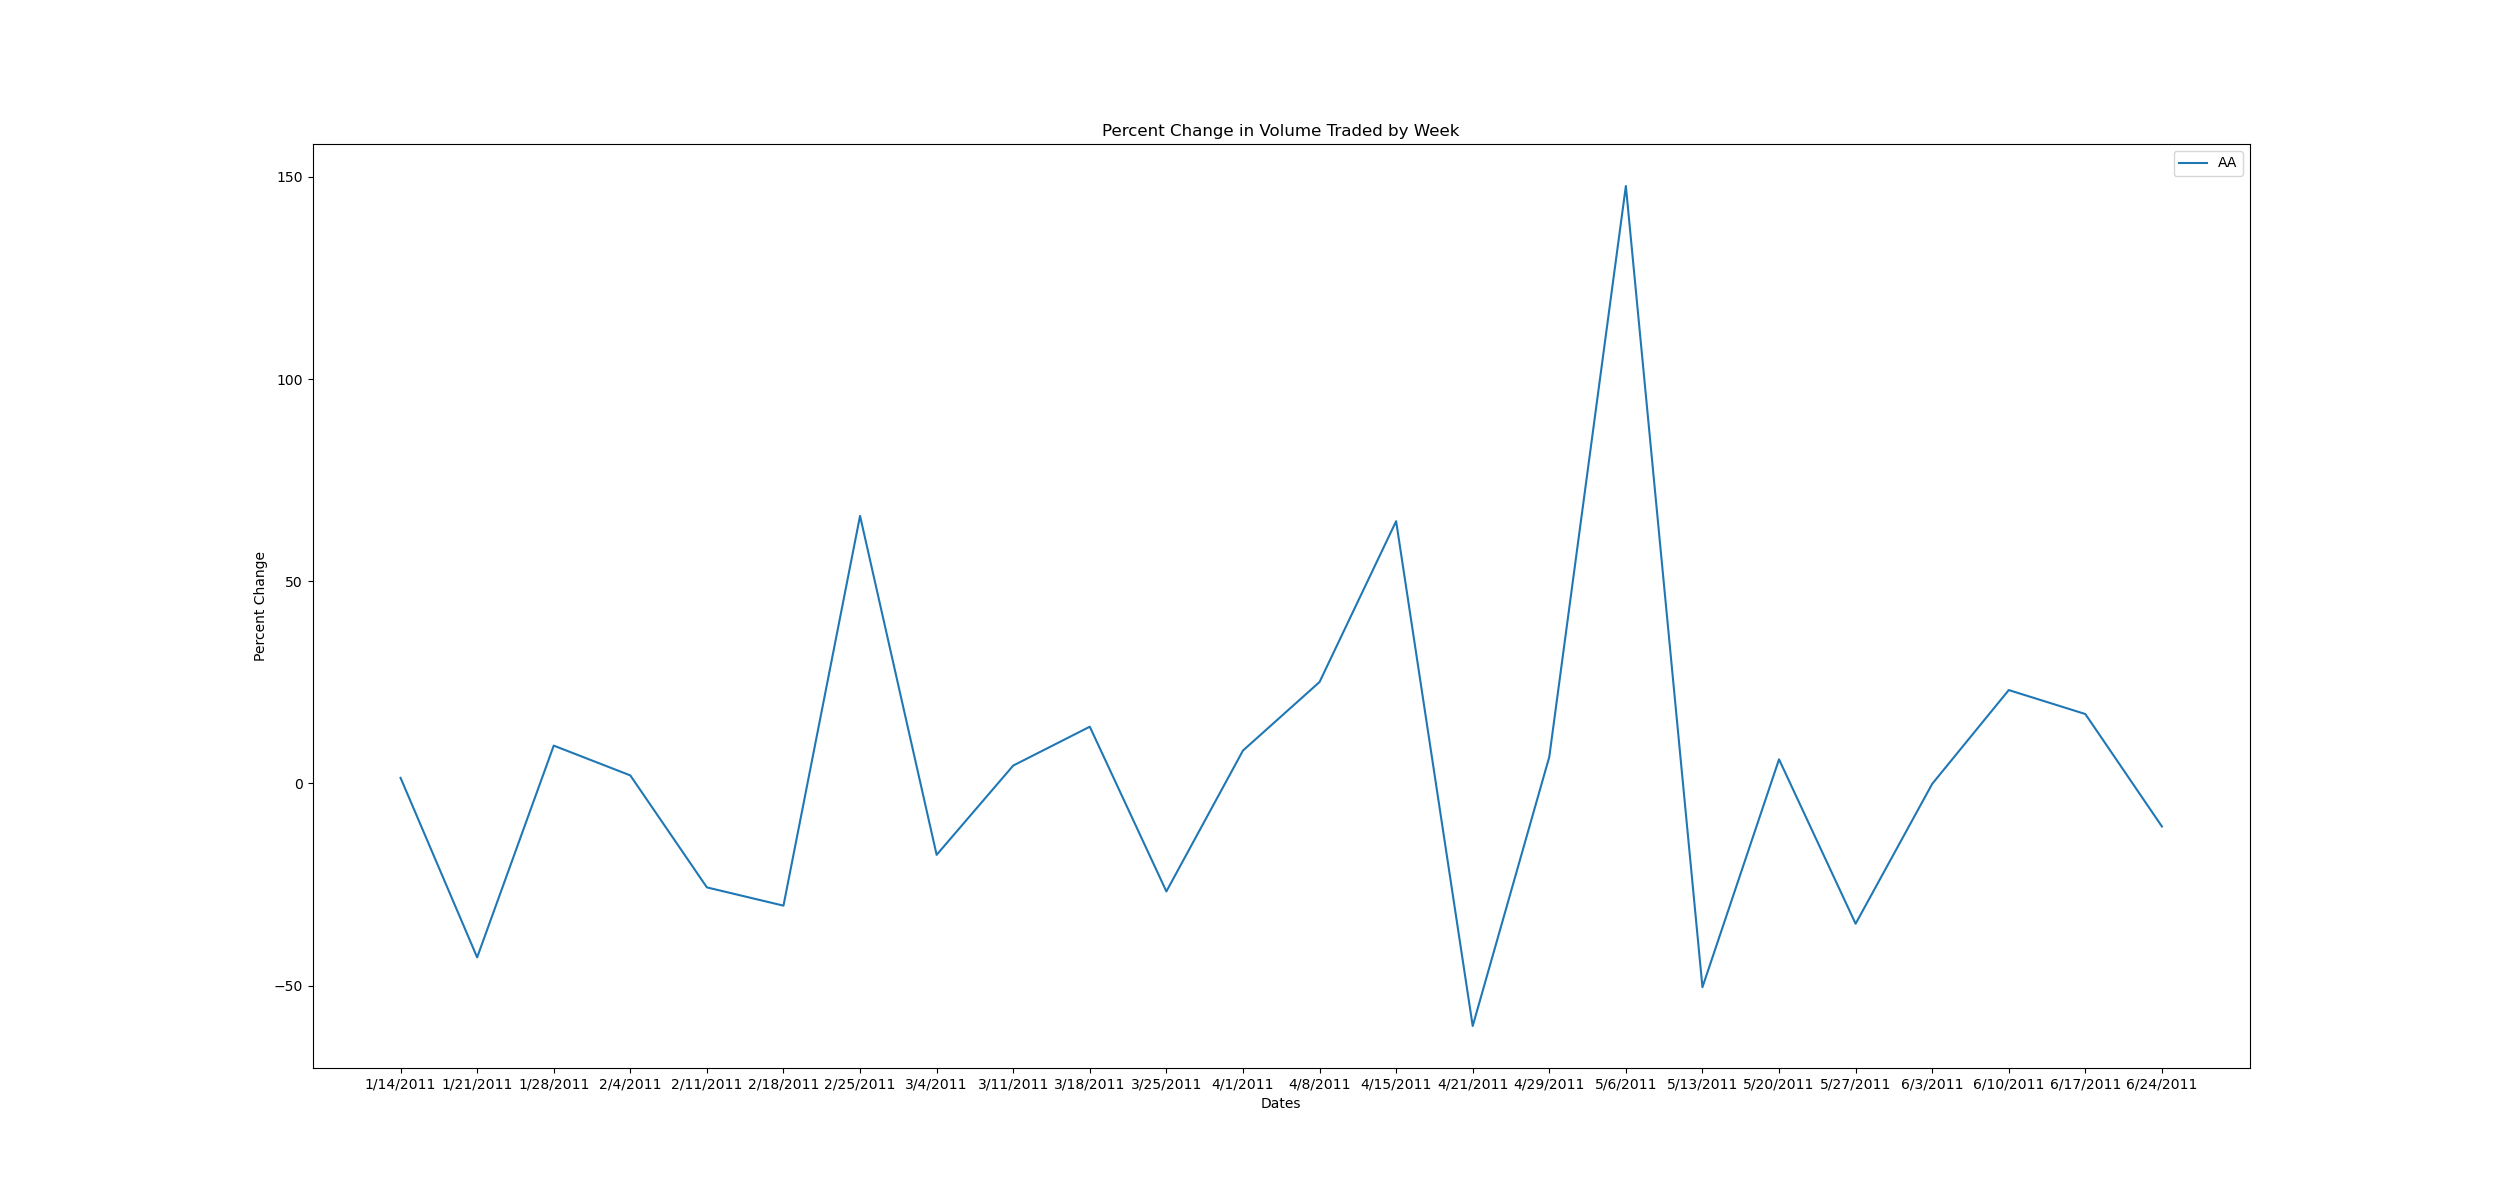 Percent Change in Volume Traded by Week
AA
150
100
50
0
−50
Percent Change
1/14/2011 1/21/2011 1/28/2011 2/4/2011 2/11/2011 2/18/2011 2/25/2011 3/4/2011 3/11/2011 3/18/2011 3/25/2011 4/1/2011 4/8/2011 4/15/2011 4/21/2011 4/29/2011 5/6/2011 5/13/2011 5/20/2011 5/27/2011 6/3/2011 6/10/2011 6/17/2011 6/24/2011
Dates